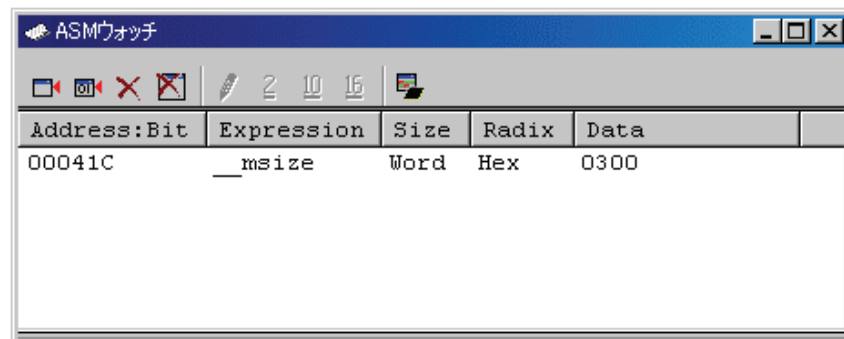 ASMウォッチ
2 10 16
Address:Bit Expression Size Radix Data
00041C __msize Word Hex 0300